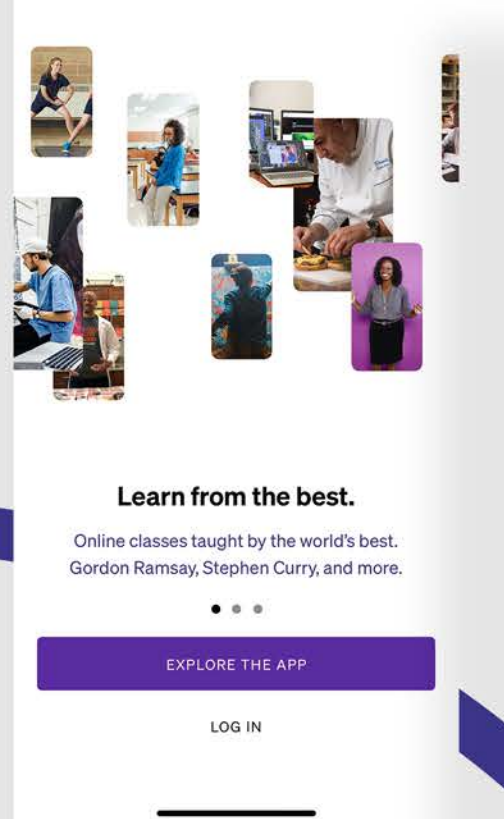 Learn from the best.
Online classes taught by the world's best.
Gordon Ramsay, Stephen Curry, and more.
EXPLORE THE APP
LOG IN